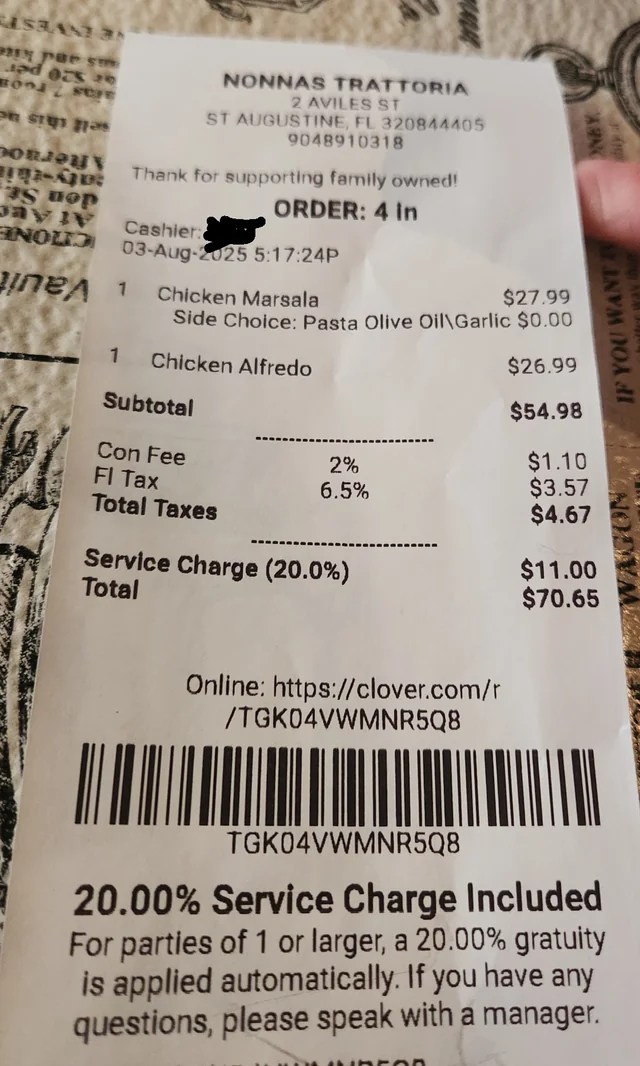 NONNAS TRATTORIA
2 AVILES ST
ST AUGUSTINE, FL 320844405
9048910318
Thank for supporting family owned!
ORDER: 4 In
Cashier:
03-Aug-2025 5:17:24P
1 Chicken Marsala $27.99
Side Choice: Pasta Olive Oil\Garlic $0.00
1 Chicken Alfredo $26.99
Subtotal $54.98
Con Fee 2% $1.10
Fl Tax 6.5% $3.57
Total Taxes $4.67
Service Charge (20.0%) $11.00
Total $70.65
Online: https://clover.com/r
/TGK04VWMNR5Q8
TGK04VWMNR5Q8
20.00% Service Charge Included
For parties of 1 or larger, a 20.00% gratuity
is applied automatically. If you have any
questions, please speak with a manager.
IF YOU WANT
WAGON
Vault